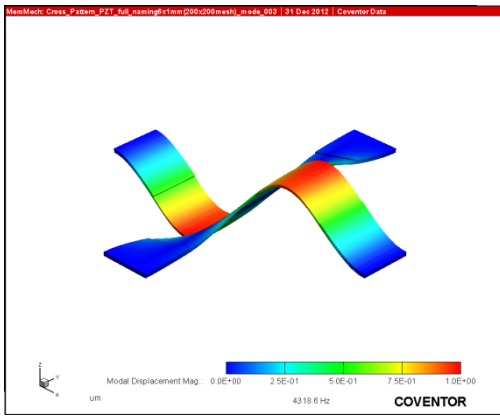 MemMech: Cross_Pattern_PZT_full_naming6x1mm(200x200mesh)_mode_003 | 31 Dec 2012 | Coventor Data
z
Y
X
Modal Displacement Mag.: 0.0E+00 2.5E-01 5.0E-01 7.5E-01 1.0E+00
um
4318.6 Hz
COVENTOR